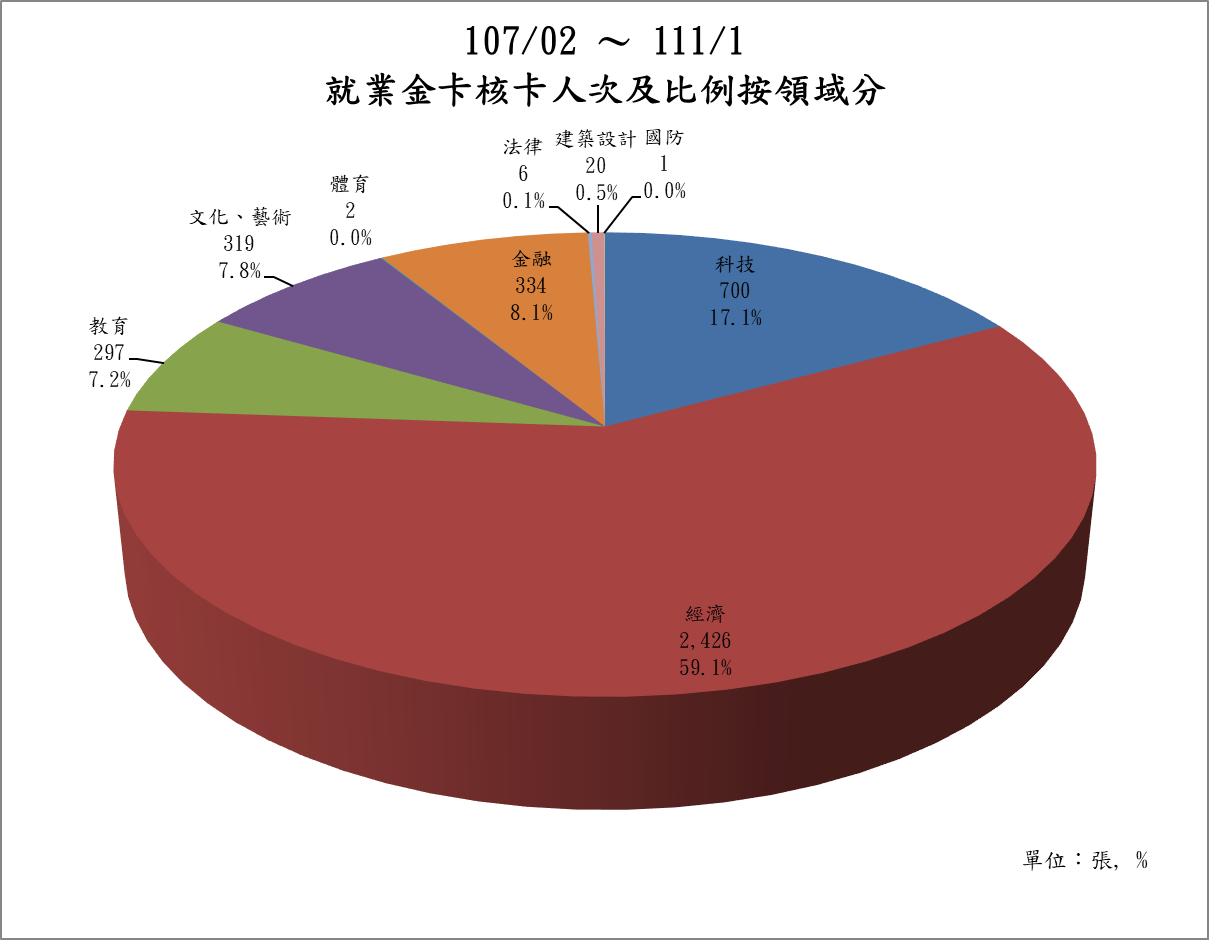 107/02 ～ 111/1
就業金卡核卡人次及比例按領域分
法律
6
0.1%
建築設計
20
0.5%
國防
1
0.0%
體育
2
0.0%
文化、藝術
319
7.8%
金融
334
8.1%
科技
700
17.1%
教育
297
7.2%
經濟
2,426
59.1%
單位：張, %